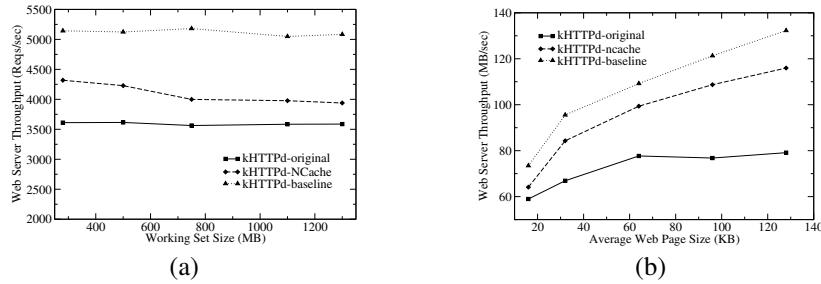 Web Server Throughput (Reqs/sec)
5500
5000
4500
4000
3500
3000
2500
2000
kHTTPd-original
kHTTPd-NCache
kHTTPd-baseline
400 600 800 1000 1200
Working Set Size (MB)
(a)
Web Server Throughput (MB/sec)
140
120
100
80
60
kHTTPd-original
kHTTPd-ncache
kHTTPd-baseline
20 40 60 80 100 120 140
Average Web Page Size (KB)
(b)